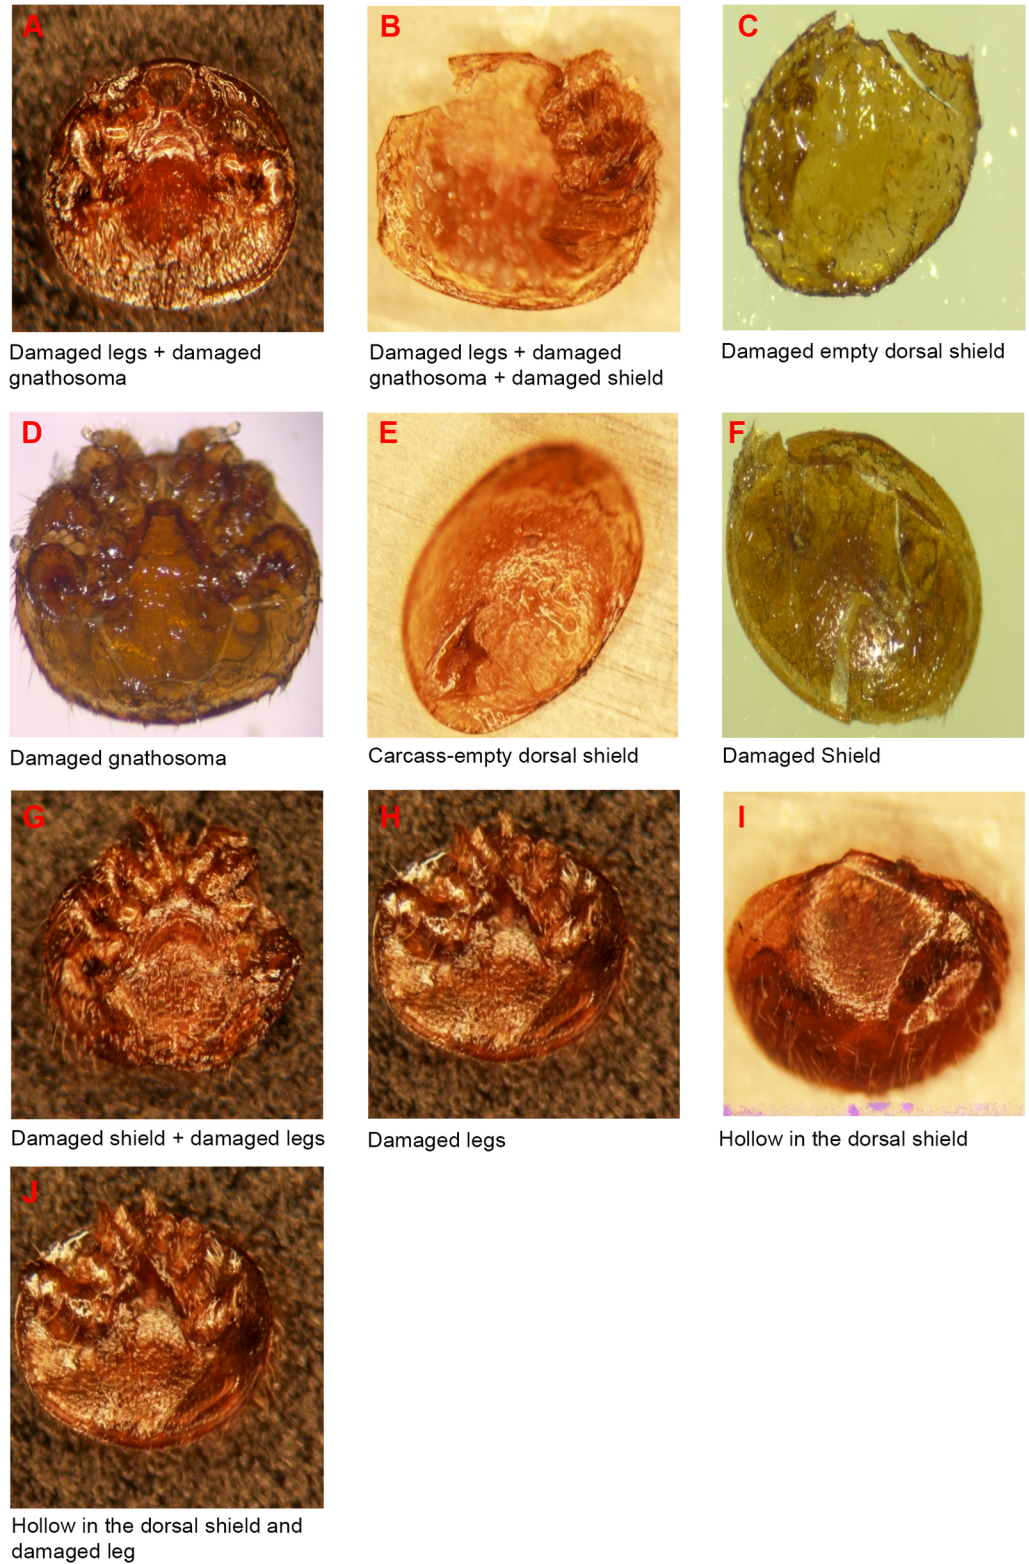 A
B
C
Damaged legs + damaged
gnathosoma
Damaged legs + damaged
gnathosoma + damaged shield
Damaged empty dorsal shield
D
E
F
Damaged gnathosoma
Carcass-empty dorsal shield
Damaged Shield
G
H
I
Damaged shield + damaged legs
Damaged legs
Hollow in the dorsal shield
J
Hollow in the dorsal shield and
damaged leg